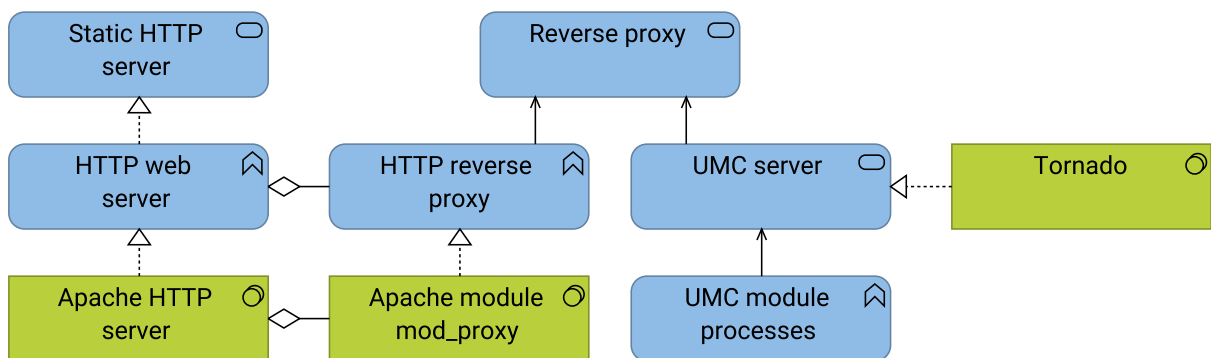 Static HTTP
server
Reverse proxy
HTTP web
server
HTTP reverse
proxy
UMC server
Tornado
Apache HTTP
server
Apache module
mod_proxy
UMC module
processes